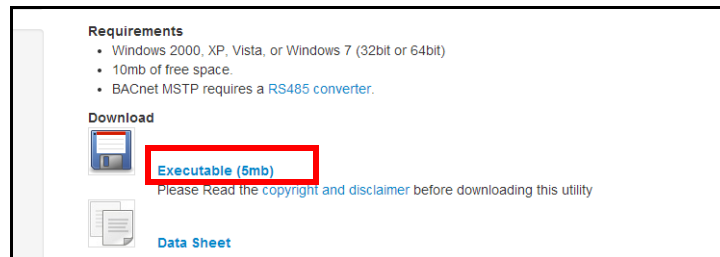 Requirements
• Windows 2000, XP, Vista, or Windows 7 (32bit or 64bit)
• 10mb of free space.
• BACnet MSTP requires a RS485 converter.
Download
Executable (5mb)
Please Read the copyright and disclaimer before downloading this utility
Data Sheet